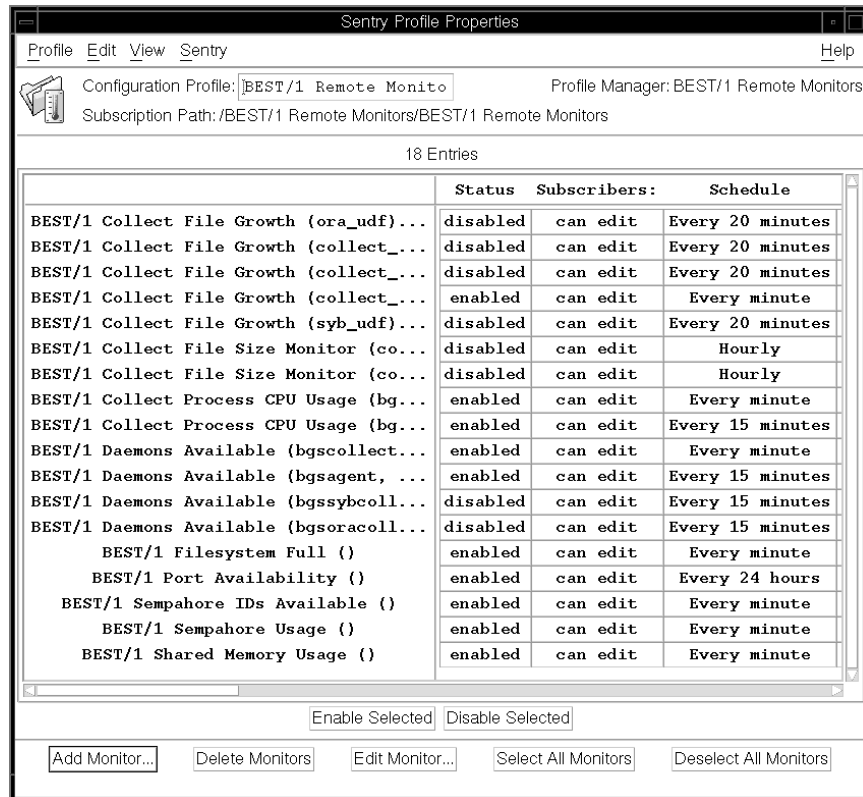 Sentry Profile Properties
Profile Edit View Sentry Help
Configuration Profile: BEST/1 Remote Monito Profile Manager: BEST/1 Remote Monitors
Subscription Path: /BEST/1 Remote Monitors/BEST/1 Remote Monitors
18 Entries
Status Subscribers: Schedule
BEST/1 Collect File Growth (ora_udf)... disabled can edit Every 20 minutes
BEST/1 Collect File Growth (collect_... disabled can edit Every 20 minutes
BEST/1 Collect File Growth (collect_... disabled can edit Every 20 minutes
BEST/1 Collect File Growth (collect_... enabled can edit Every minute
BEST/1 Collect File Growth (syb_udf)... disabled can edit Every 20 minutes
BEST/1 Collect File Size Monitor (co... disabled can edit Hourly
BEST/1 Collect File Size Monitor (co... disabled can edit Hourly
BEST/1 Collect Process CPU Usage (bg... enabled can edit Every minute
BEST/1 Collect Process CPU Usage (bg... enabled can edit Every 15 minutes
BEST/1 Daemons Available (bgscollect... enabled can edit Every minute
BEST/1 Daemons Available (bgsagent, ... enabled can edit Every 15 minutes
BEST/1 Daemons Available (bgssybcoll... disabled can edit Every 15 minutes
BEST/1 Daemons Available (bgsoracoll... disabled can edit Every 15 minutes
BEST/1 Filesystem Full () enabled can edit Every minute
BEST/1 Port Availability () enabled can edit Every 24 hours
BEST/1 Sempahore IDs Available () enabled can edit Every minute
BEST/1 Sempahore Usage () enabled can edit Every minute
BEST/1 Shared Memory Usage () enabled can edit Every minute
Enable Selected Disable Selected
Add Monitor... Delete Monitors Edit Monitor... Select All Monitors Deselect All Monitors